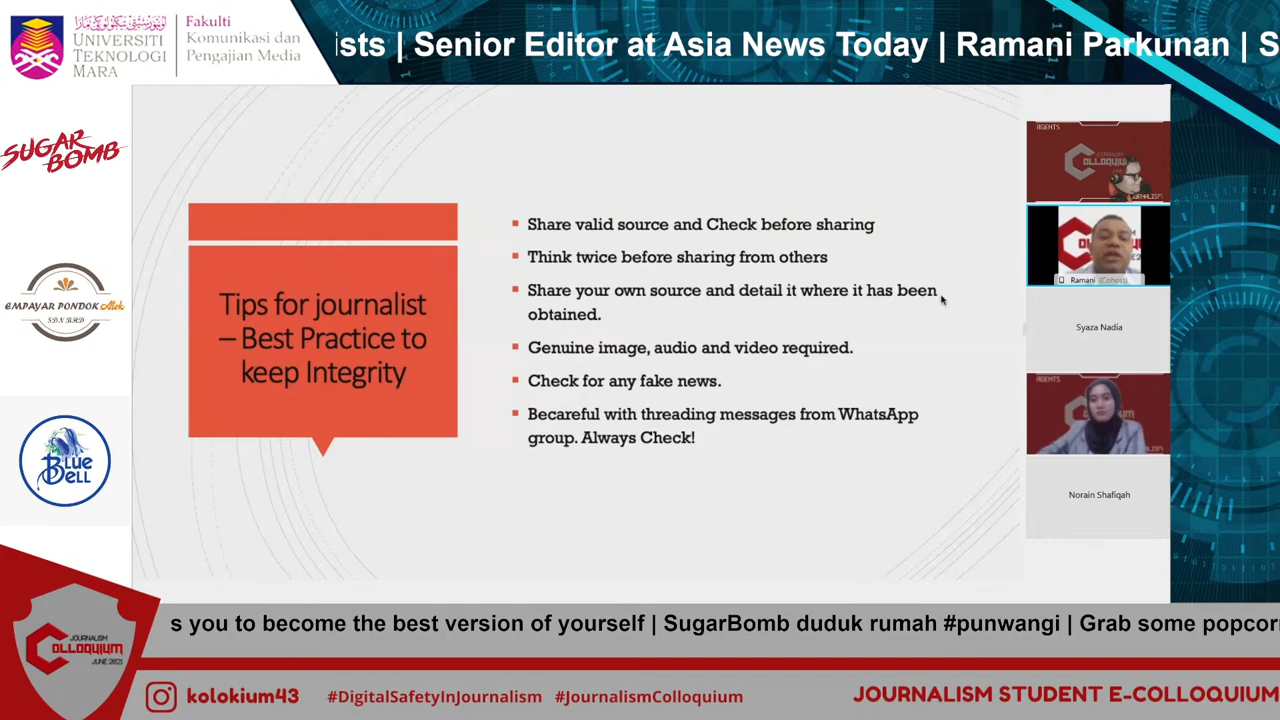 UNIVERSITI
TEKNOLOGI
MARA
Fakulti
Komunikasi dan
Pengajian Media
ists | Senior Editor at Asia News Today | Ramani Parkunan | S
SUGAR
BOMB
EMPAYAR PONDOK Atok
SDN BHD
BLUE
BELL
Tips for journalist
– Best Practice to
keep Integrity
Share valid source and Check before sharing
Think twice before sharing from others
Share your own source and detail it where it has been
obtained.
Genuine image, audio and video required.
Check for any fake news.
Becareful with threading messages from WhatsApp
group. Always Check!
AGENTS
COLLOQUIUM
Ramani (Cohost)
Syaza Nadia
AGENTS
Norain Shafiqah
s you to become the best version of yourself | SugarBomb duduk rumah #punwangi | Grab some popcor
JOURNALISM
COLLOQUIUM
JUNE 2021
kolokium43
#DigitalSafetyInJournalism #JournalismColloquium
JOURNALISM STUDENT E-COLLOQUIUM